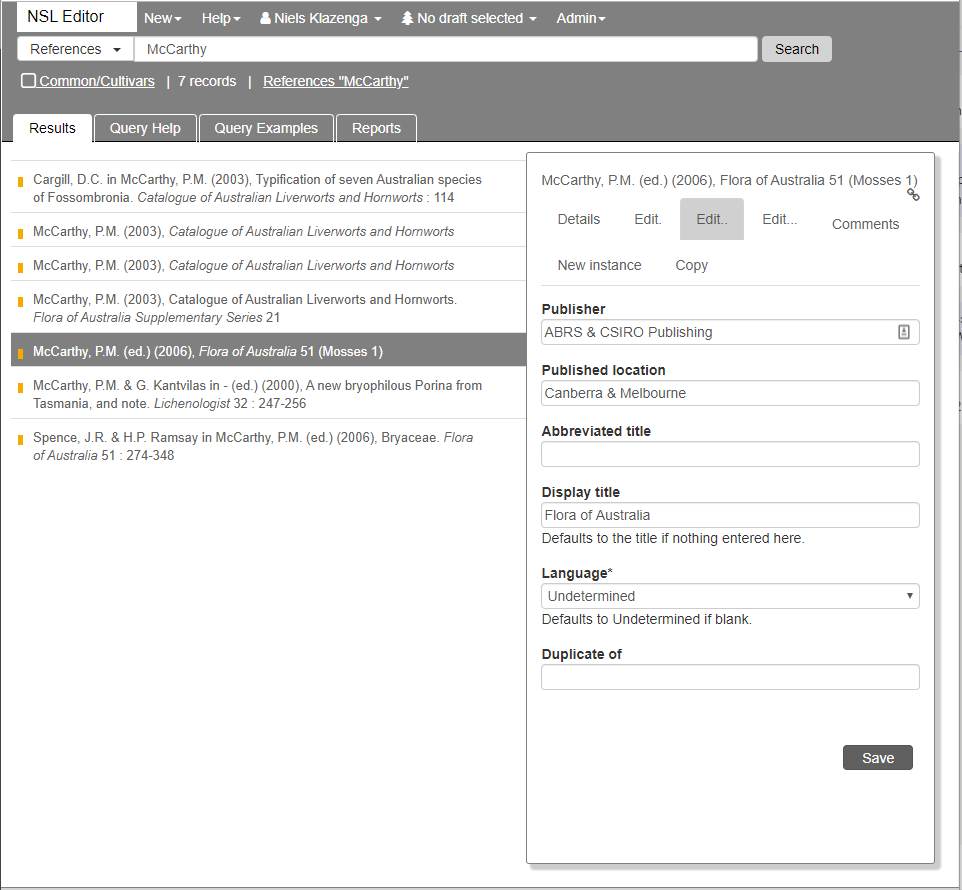 NSL Editor New Help Niels Klazenga No draft selected Admin
References McCarthy Search
Common/Cultivars | 7 records | References "McCarthy"
Results Query Help Query Examples Reports
Cargill, D.C. in McCarthy, P.M. (2003), Typification of seven Australian species
of Fossombronia. Catalogue of Australian Liverworts and Hornworts : 114
McCarthy, P.M. (2003), Catalogue of Australian Liverworts and Hornworts
McCarthy, P.M. (2003), Catalogue of Australian Liverworts and Hornworts
McCarthy, P.M. (2003), Catalogue of Australian Liverworts and Hornworts.
Flora of Australia Supplementary Series 21
McCarthy, P.M. (ed.) (2006), Flora of Australia 51 (Mosses 1)
McCarthy, P.M. & G. Kantvilas in - (ed.) (2000), A new bryophilous Porina from
Tasmania, and note. Lichenologist 32 : 247-256
Spence, J.R. & H.P. Ramsay in McCarthy, P.M. (ed.) (2006), Bryaceae. Flora
of Australia 51 : 274-348
McCarthy, P.M. (ed.) (2006), Flora of Australia 51 (Mosses 1)
Details Edit. Edit.. Edit... Comments
New instance Copy
Publisher
ABRS & CSIRO Publishing
Published location
Canberra & Melbourne
Abbreviated title
Display title
Flora of Australia
Defaults to the title if nothing entered here.
Language*
Undetermined
Defaults to Undetermined if blank.
Duplicate of
Save